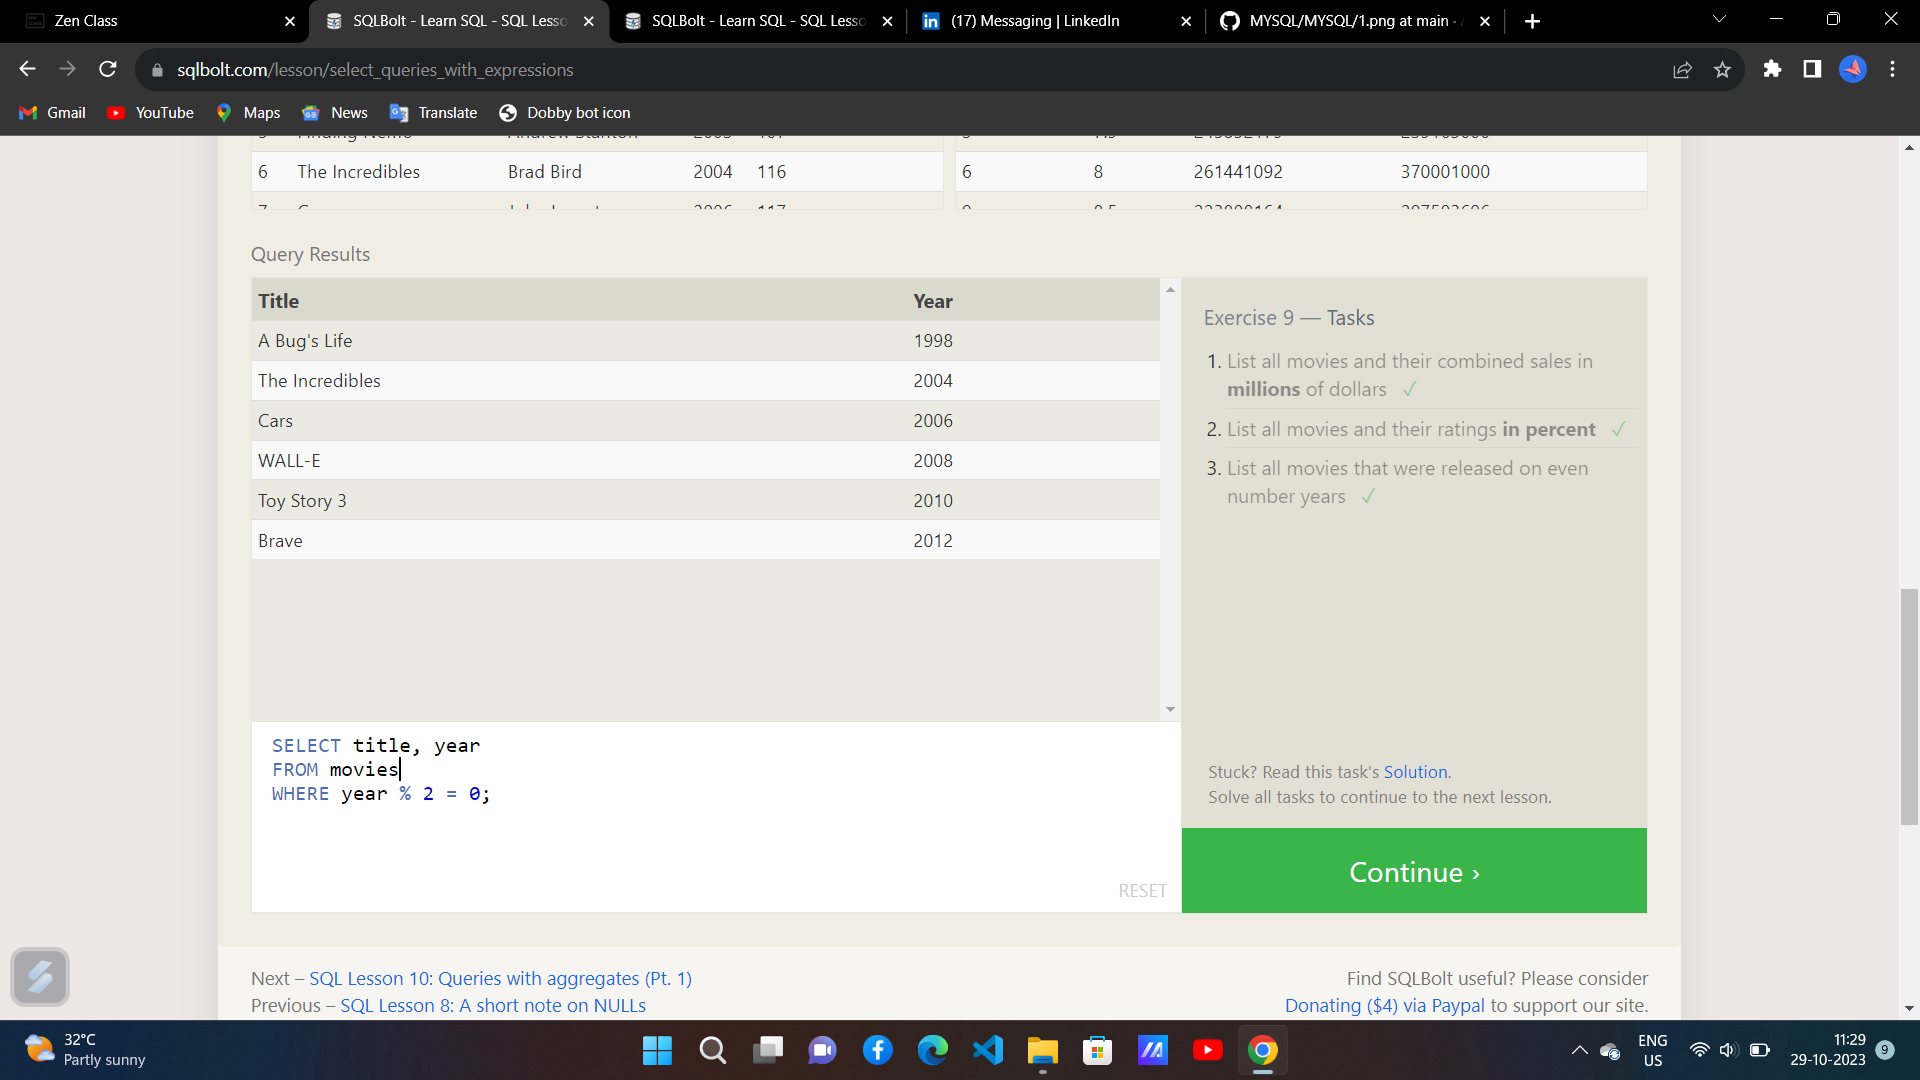 Zen Class
SQLBolt - Learn SQL - SQL Lesso
SQLBolt - Learn SQL - SQL Lesso
(17) Messaging | LinkedIn
MYSQL/MYSQL/1.png at main ·
sqlbolt.com/lesson/select_queries_with_expressions
Gmail
YouTube
Maps
News
Translate
Dobby bot icon
6 The Incredibles Brad Bird 2004 116
6 8 261441092 370001000
Query Results
Title Year
A Bug's Life 1998
The Incredibles 2004
Cars 2006
WALL-E 2008
Toy Story 3 2010
Brave 2012
Exercise 9 — Tasks
1. List all movies and their combined sales in
millions of dollars ✓
2. List all movies and their ratings in percent ✓
3. List all movies that were released on even
number years ✓
SELECT title, year
FROM movies
WHERE year % 2 = 0;
RESET
Stuck? Read this task's Solution.
Solve all tasks to continue to the next lesson.
Continue ›
Next – SQL Lesson 10: Queries with aggregates (Pt. 1)
Previous – SQL Lesson 8: A short note on NULLs
Find SQLBolt useful? Please consider
Donating ($4) via Paypal to support our site.
32°C
Partly sunny
ENG
US
11:29
29-10-2023
9